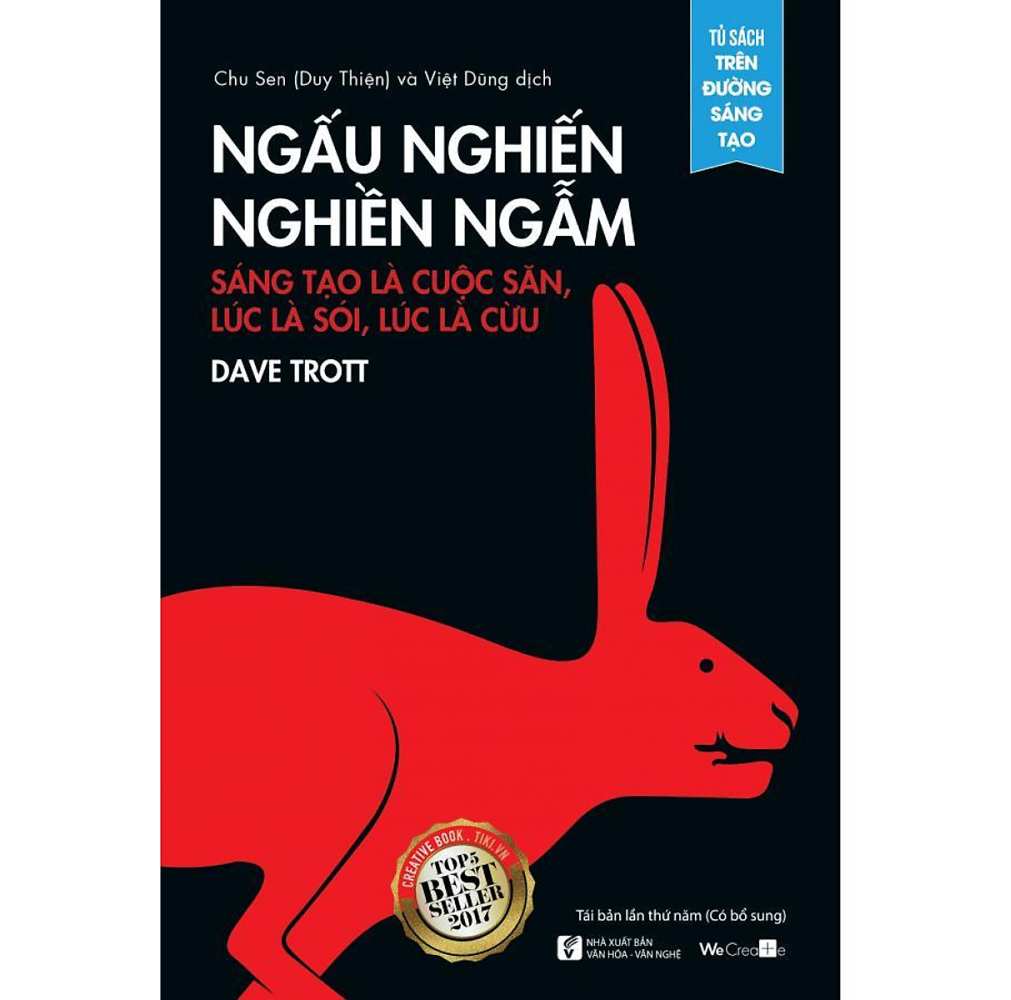 TỦ SÁCH
TRÊN
ĐƯỜNG
SÁNG
TẠO
Chu Sen (Duy Thiện) và Việt Dũng dịch
NGẤU NGHIẾN
NGHIỀN NGẪM
SÁNG TẠO LÀ CUỘC SĂN,
LÚC LÀ SÓI, LÚC LÀ CỪU
DAVE TROTT
CREATIVE BOOK . TIKI.VN
TOP 5
BEST
SELLER
2017
Tái bản lần thứ năm (Có bổ sung)
NHÀ XUẤT BẢN
VĂN HÓA - VĂN NGHỆ
WeCreate